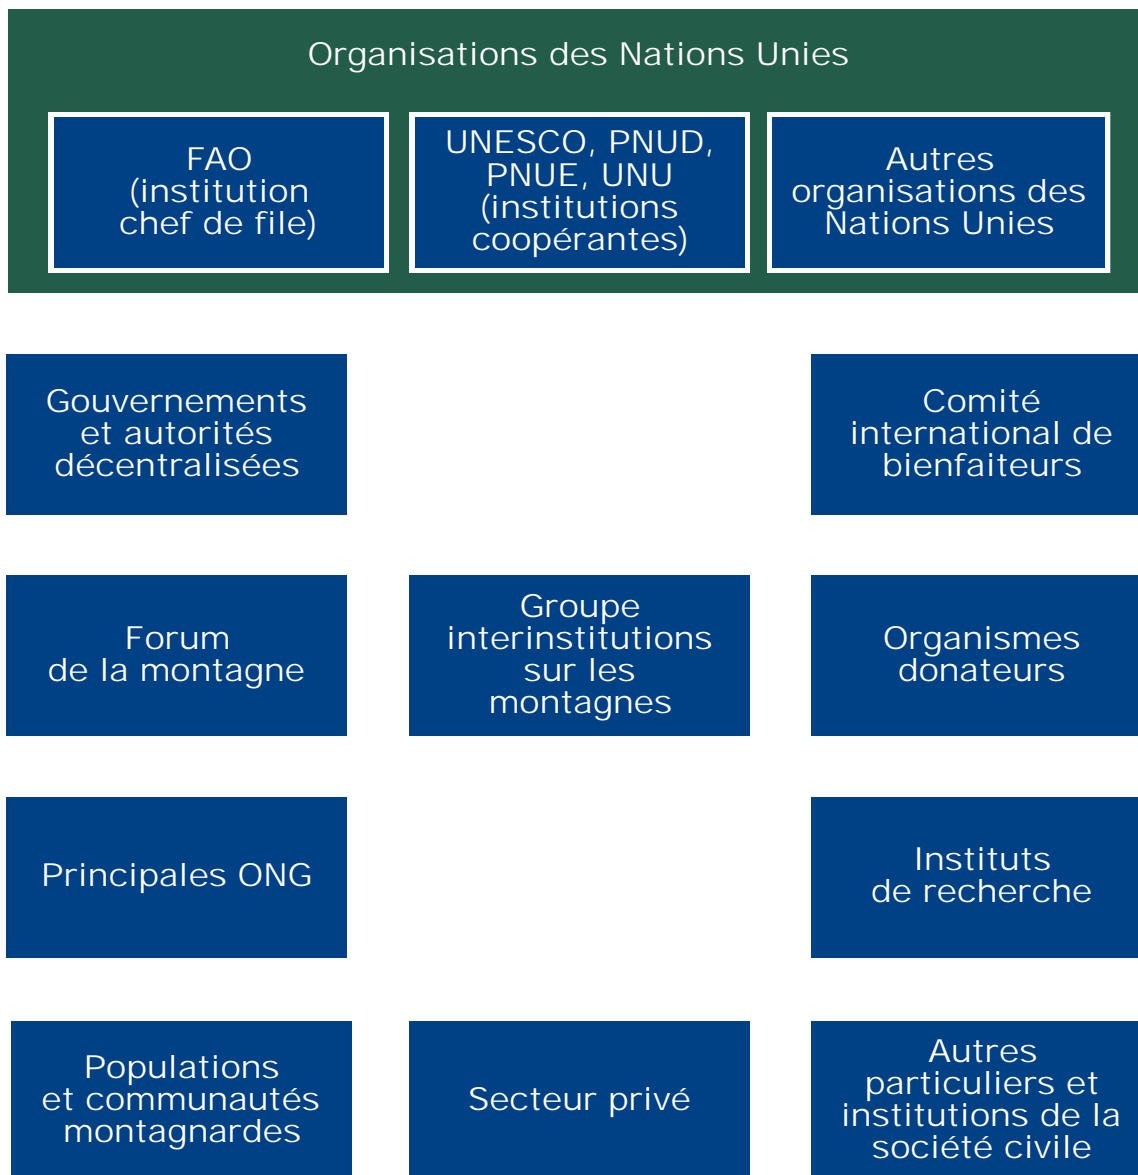 Organisations des Nations Unies
FAO
(institution
chef de file)
UNESCO, PNUD,
PNUE, UNU
(institutions
coopérantes)
Autres
organisations des
Nations Unies
Gouvernements
et autorités
décentralisées
Comité
international de
bienfaiteurs
Forum
de la montagne
Groupe
interinstitutions
sur les
montagnes
Organismes
donateurs
Principales ONG
Instituts
de recherche
Populations
et communautés
montagnardes
Secteur privé
Autres
particuliers et
institutions de la
société civile